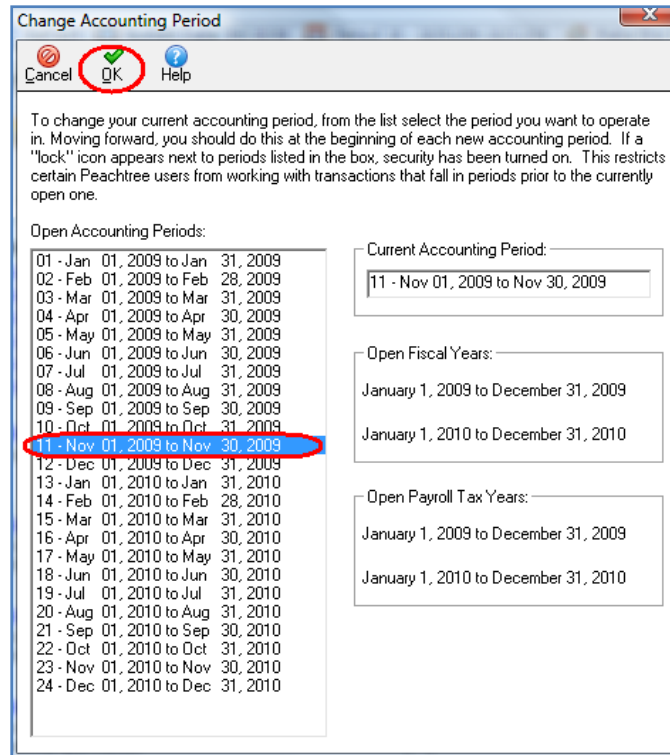 Change Accounting Period
Cancel OK Help
To change your current accounting period, from the list select the period you want to operate
in. Moving forward, you should do this at the beginning of each new accounting period. If a
"lock" icon appears next to periods listed in the box, security has been turned on. This restricts
certain Peachtree users from working with transactions that fall in periods prior to the currently
open one.
Open Accounting Periods:
01 - Jan 01, 2009 to Jan 31, 2009
02 - Feb 01, 2009 to Feb 28, 2009
03 - Mar 01, 2009 to Mar 31, 2009
04 - Apr 01, 2009 to Apr 30, 2009
05 - May 01, 2009 to May 31, 2009
06 - Jun 01, 2009 to Jun 30, 2009
07 - Jul 01, 2009 to Jul 31, 2009
08 - Aug 01, 2009 to Aug 31, 2009
09 - Sep 01, 2009 to Sep 30, 2009
10 - Oct 01, 2009 to Oct 31, 2009
11 - Nov 01, 2009 to Nov 30, 2009
12 - Dec 01, 2009 to Dec 31, 2009
13 - Jan 01, 2010 to Jan 31, 2010
14 - Feb 01, 2010 to Feb 28, 2010
15 - Mar 01, 2010 to Mar 31, 2010
16 - Apr 01, 2010 to Apr 30, 2010
17 - May 01, 2010 to May 31, 2010
18 - Jun 01, 2010 to Jun 30, 2010
19 - Jul 01, 2010 to Jul 31, 2010
20 - Aug 01, 2010 to Aug 31, 2010
21 - Sep 01, 2010 to Sep 30, 2010
22 - Oct 01, 2010 to Oct 31, 2010
23 - Nov 01, 2010 to Nov 30, 2010
24 - Dec 01, 2010 to Dec 31, 2010
Current Accounting Period:
11 - Nov 01, 2009 to Nov 30, 2009
Open Fiscal Years:
January 1, 2009 to December 31, 2009
January 1, 2010 to December 31, 2010
Open Payroll Tax Years:
January 1, 2009 to December 31, 2009
January 1, 2010 to December 31, 2010